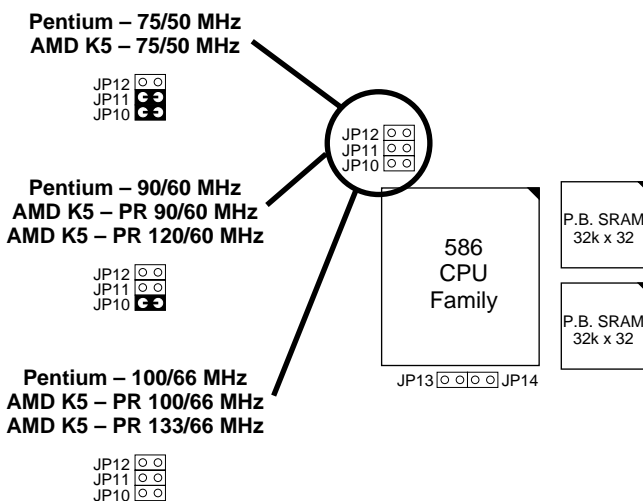 Pentium – 75/50 MHz
AMD K5 – 75/50 MHz
JP12
JP11
JP10
JP12
JP11
JP10
Pentium – 90/60 MHz
AMD K5 – PR 90/60 MHz
AMD K5 – PR 120/60 MHz
JP12
JP11
JP10
586
CPU
Family
P.B. SRAM
32k x 32
P.B. SRAM
32k x 32
JP13 JP14
Pentium – 100/66 MHz
AMD K5 – PR 100/66 MHz
AMD K5 – PR 133/66 MHz
JP12
JP11
JP10